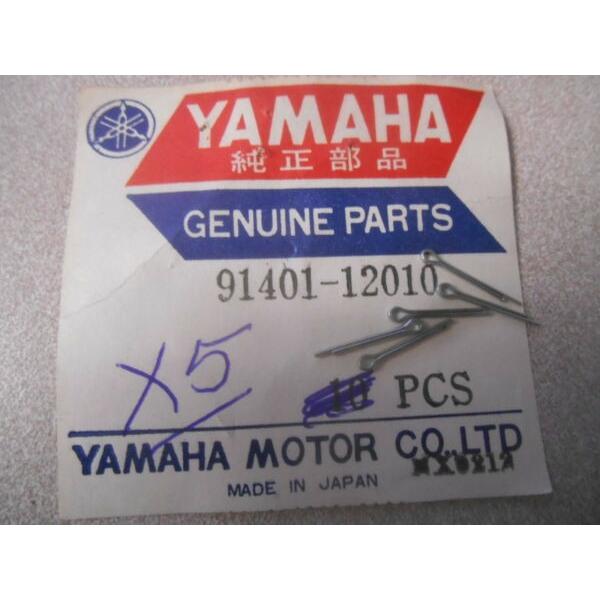 YAMAHA
純正部品
GENUINE PARTS
91401-12010
X5
10 PCS
YAMAHA MOTOR CO.LTD
MADE IN JAPAN